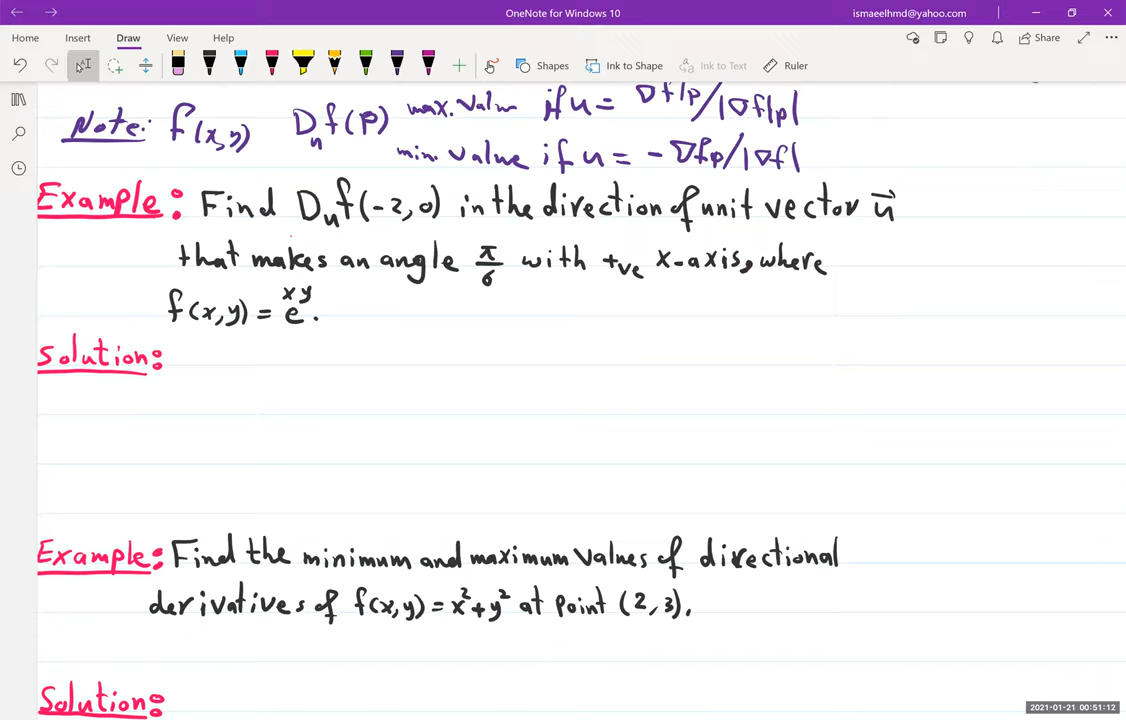 OneNote for Windows 10
ismaeelhmd@yahoo.com
Home Insert Draw View Help
Share
Shapes Ink to Shape Ink to Text Ruler
Note: f(x,y) D_u f(P) max. value if u = ∇f|p / |∇f|p|
min. value if u = -∇fp/|∇f|
Example: Find D_u f(-2,0) in the direction of unit vector u⃗
that makes an angle π/6 with +ve x-axis, where
f(x,y) = e^xy.
Solution:
Example: Find the minimum and maximum values of directional
derivatives of f(x,y) = x²+y² at point (2,3).
Solution:
2021-01-21 00:51:12